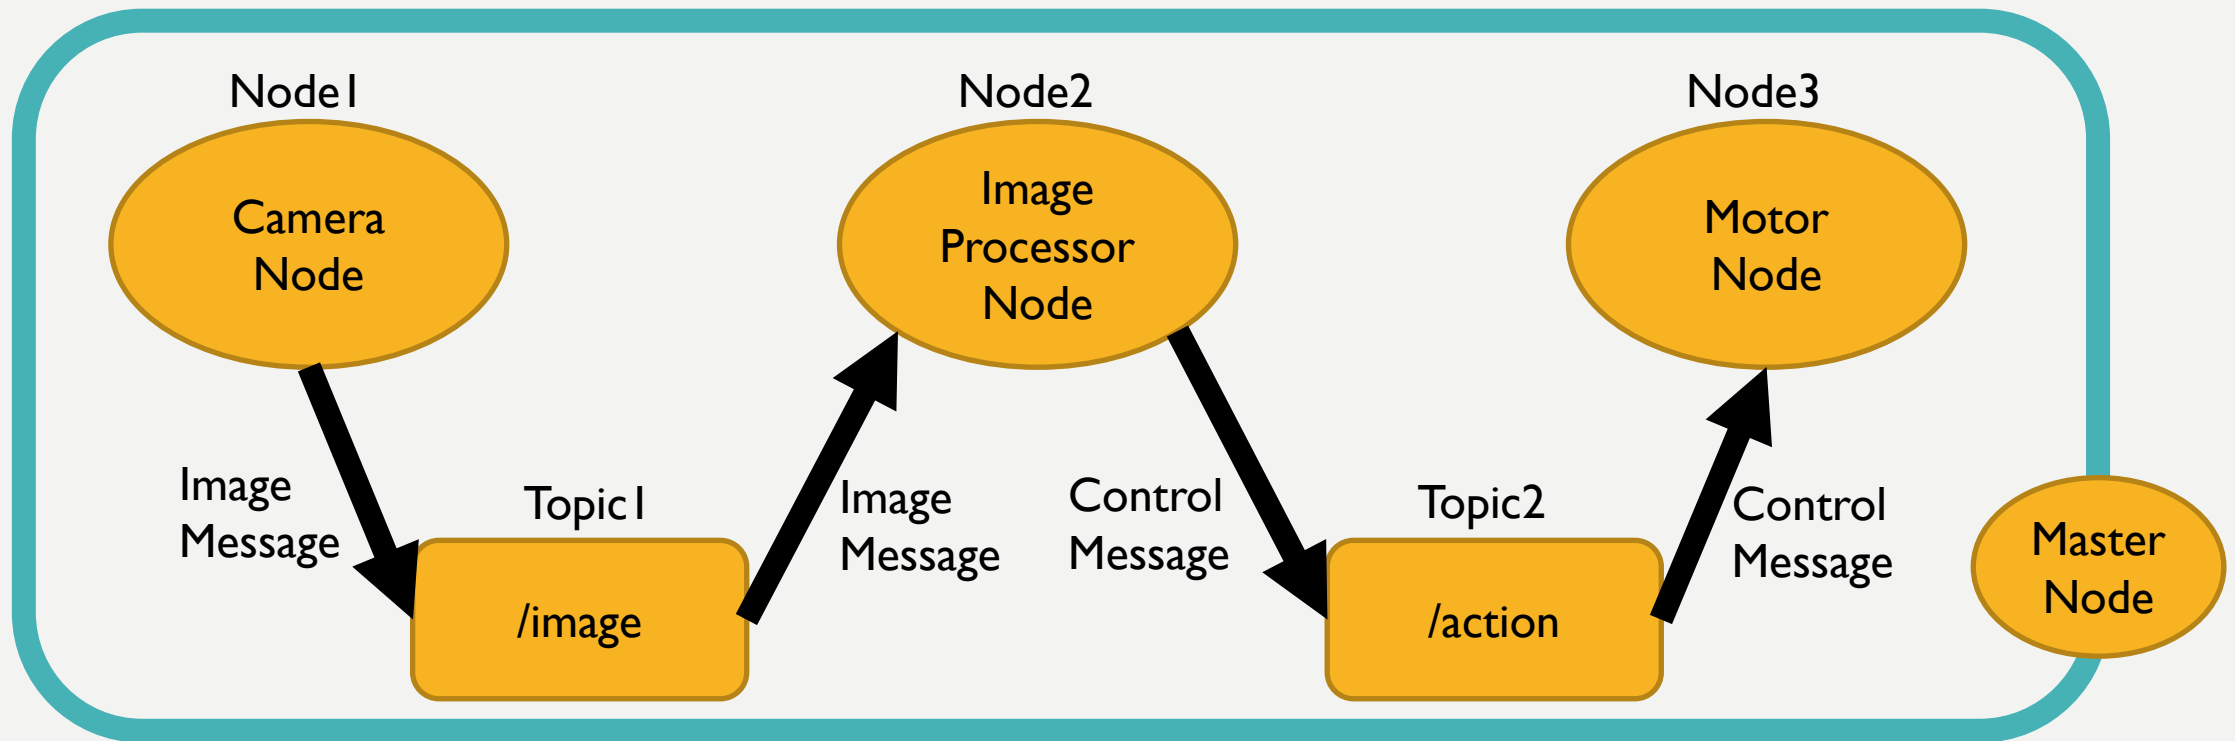 Node1
Node2
Node3
Camera
Node
Image
Processor
Node
Motor
Node
Image
Message
Topic1
/image
Image
Message
Control
Message
Topic2
/action
Control
Message
Master
Node